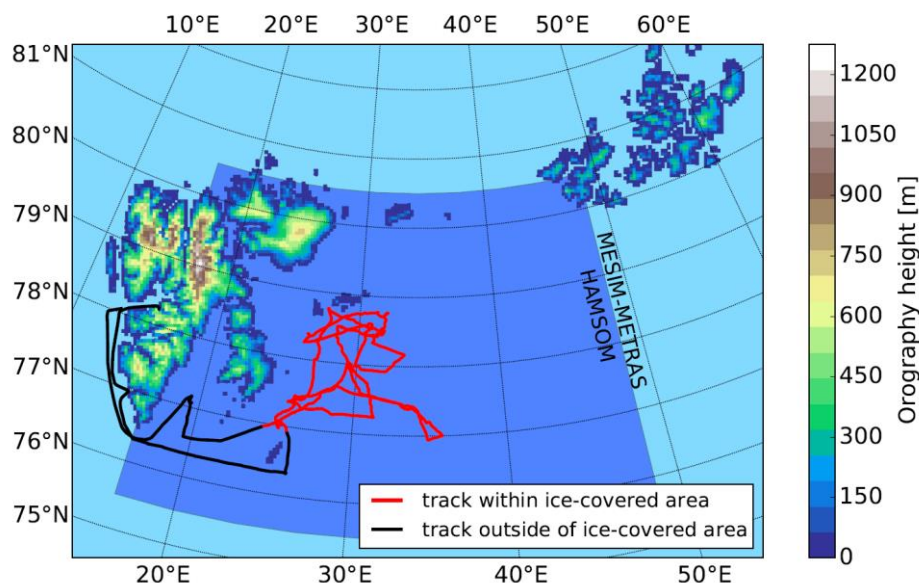 10°E 20°E 30°E 40°E 50°E 60°E
81°N
80°N
79°N
78°N
77°N
76°N
75°N
MESIM-METRAS
HAMSOM
track within ice-covered area
track outside of ice-covered area
20°E 30°E 40°E 50°E
1200
1050
900
750
600
450
300
150
0
Orography height [m]